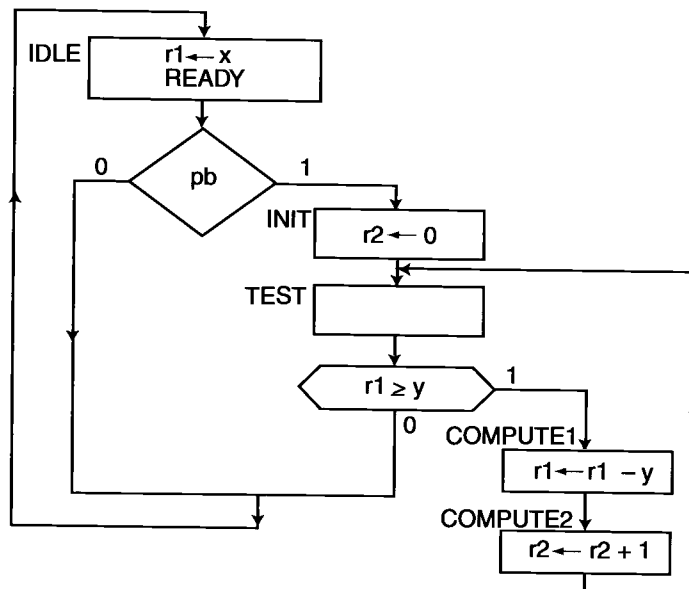 IDLE
r1 ← x
READY
0
pb
1
INIT
r2 ← 0
TEST
r1 ≥ y
1
0
COMPUTE1
r1 ← r1 − y
COMPUTE2
r2 ← r2 + 1